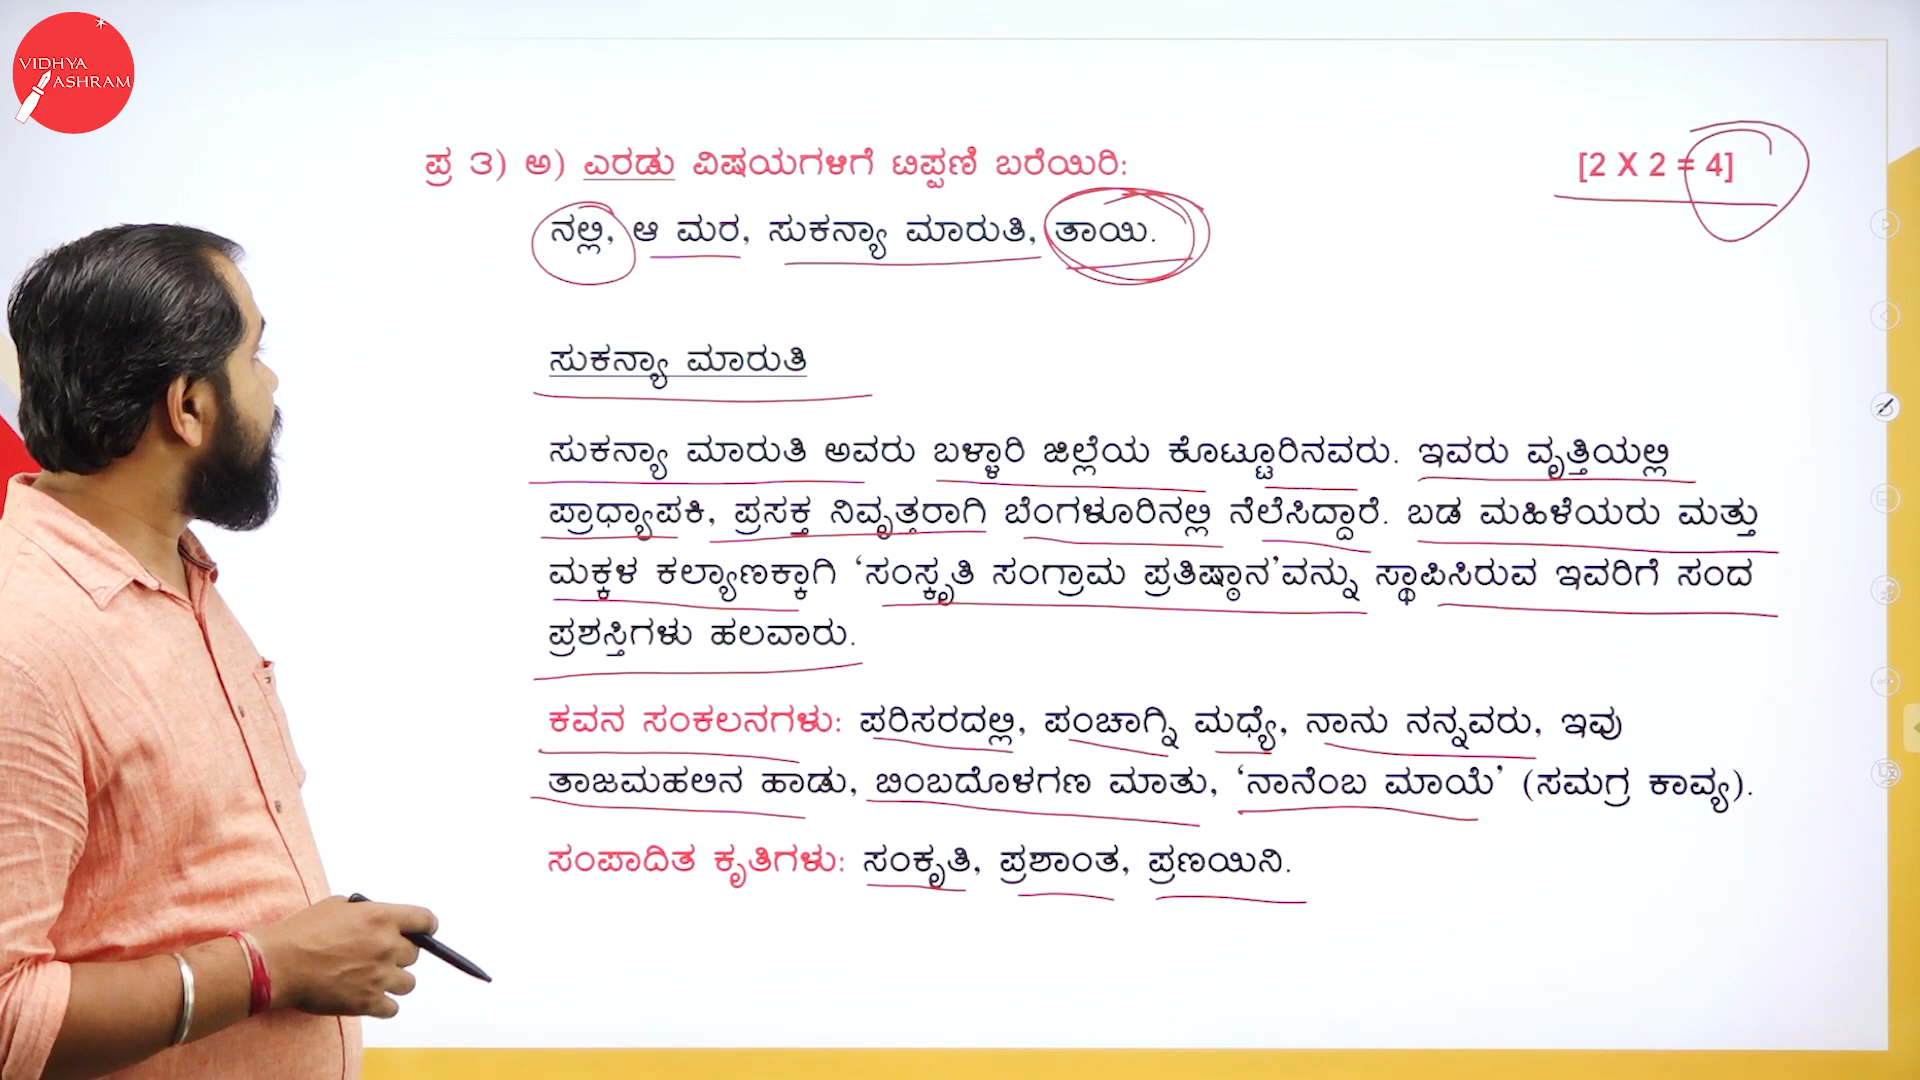 VIDHYA
ASHRAM
ಪ್ರ ೩) ಅ) ಎರಡು ವಿಷಯಗಳಿಗೆ ಟಿಪ್ಪಣಿ ಬರೆಯಿರಿ: [2 X 2 = 4]
ನಲ್ಲಿ, ಆ ಮರ, ಸುಕನ್ಯಾ ಮಾರುತಿ, ತಾಯಿ.
ಸುಕನ್ಯಾ ಮಾರುತಿ
ಸುಕನ್ಯಾ ಮಾರುತಿ ಅವರು ಬಳ್ಳಾರಿ ಜಿಲ್ಲೆಯ ಕೊಟ್ಟೂರಿನವರು. ಇವರು ವೃತ್ತಿಯಲ್ಲಿ
ಪ್ರಾಧ್ಯಾಪಕಿ, ಪ್ರಸಕ್ತ ನಿವೃತ್ತರಾಗಿ ಬೆಂಗಳೂರಿನಲ್ಲಿ ನೆಲೆಸಿದ್ದಾರೆ. ಬಡ ಮಹಿಳೆಯರು ಮತ್ತು
ಮಕ್ಕಳ ಕಲ್ಯಾಣಕ್ಕಾಗಿ ‘ಸಂಸ್ಕೃತಿ ಸಂಗ್ರಾಮ ಪ್ರತಿಷ್ಠಾನ’ವನ್ನು ಸ್ಥಾಪಿಸಿರುವ ಇವರಿಗೆ ಸಂದ
ಪ್ರಶಸ್ತಿಗಳು ಹಲವಾರು.
ಕವನ ಸಂಕಲನಗಳು: ಪರಿಸರದಲ್ಲಿ, ಪಂಚಾಗ್ನಿ ಮಧ್ಯೆ, ನಾನು ನನ್ನವರು, ಇವು
ತಾಜಮಹಲಿನ ಹಾಡು, ಬಿಂಬದೊಳಗಣ ಮಾತು, ‘ನಾನೆಂಬ ಮಾಯೆ’ (ಸಮಗ್ರ ಕಾವ್ಯ).
ಸಂಪಾದಿತ ಕೃತಿಗಳು: ಸಂಕೃತಿ, ಪ್ರಶಾಂತ, ಪ್ರಣಯಿನಿ.